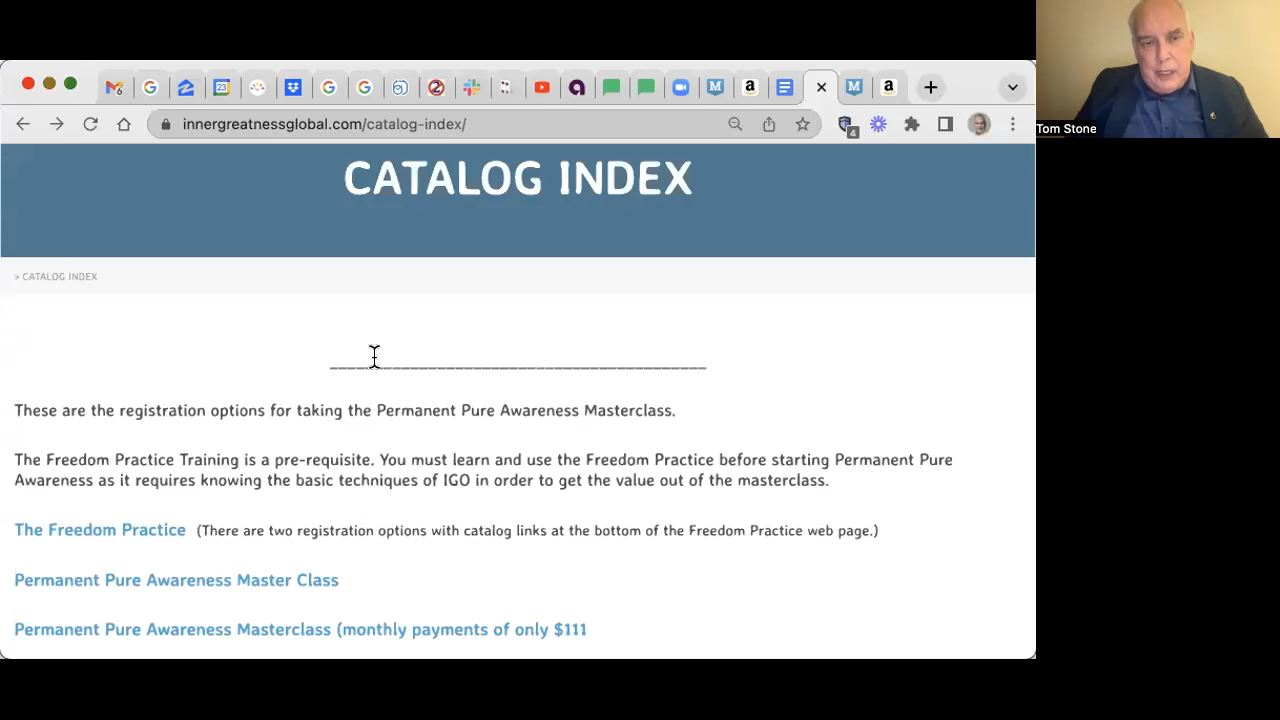 innergreatnessglobal.com/catalog-index/
4
Tom Stone
CATALOG INDEX
> CATALOG INDEX
These are the registration options for taking the Permanent Pure Awareness Masterclass.
The Freedom Practice Training is a pre-requisite. You must learn and use the Freedom Practice before starting Permanent Pure
Awareness as it requires knowing the basic techniques of IGO in order to get the value out of the masterclass.
The Freedom Practice (There are two registration options with catalog links at the bottom of the Freedom Practice web page.)
Permanent Pure Awareness Master Class
Permanent Pure Awareness Masterclass (monthly payments of only $111